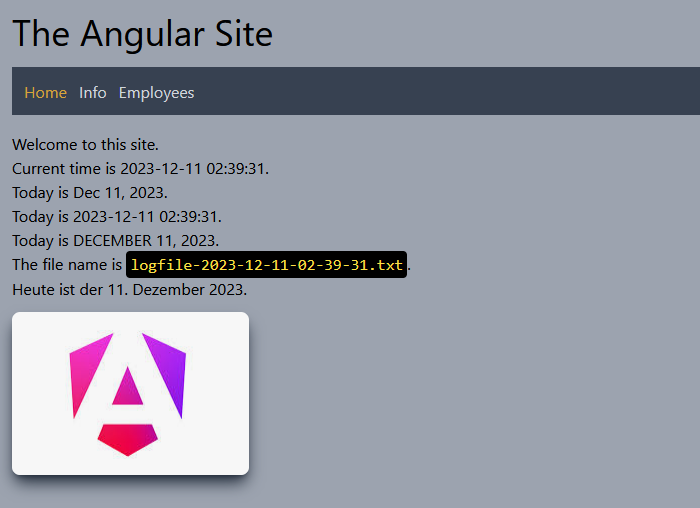 The Angular Site
Home Info Employees
Welcome to this site.
Current time is 2023-12-11 02:39:31.
Today is Dec 11, 2023.
Today is 2023-12-11 02:39:31.
Today is DECEMBER 11, 2023.
The file name is logfile-2023-12-11-02-39-31.txt.
Heute ist der 11. Dezember 2023.